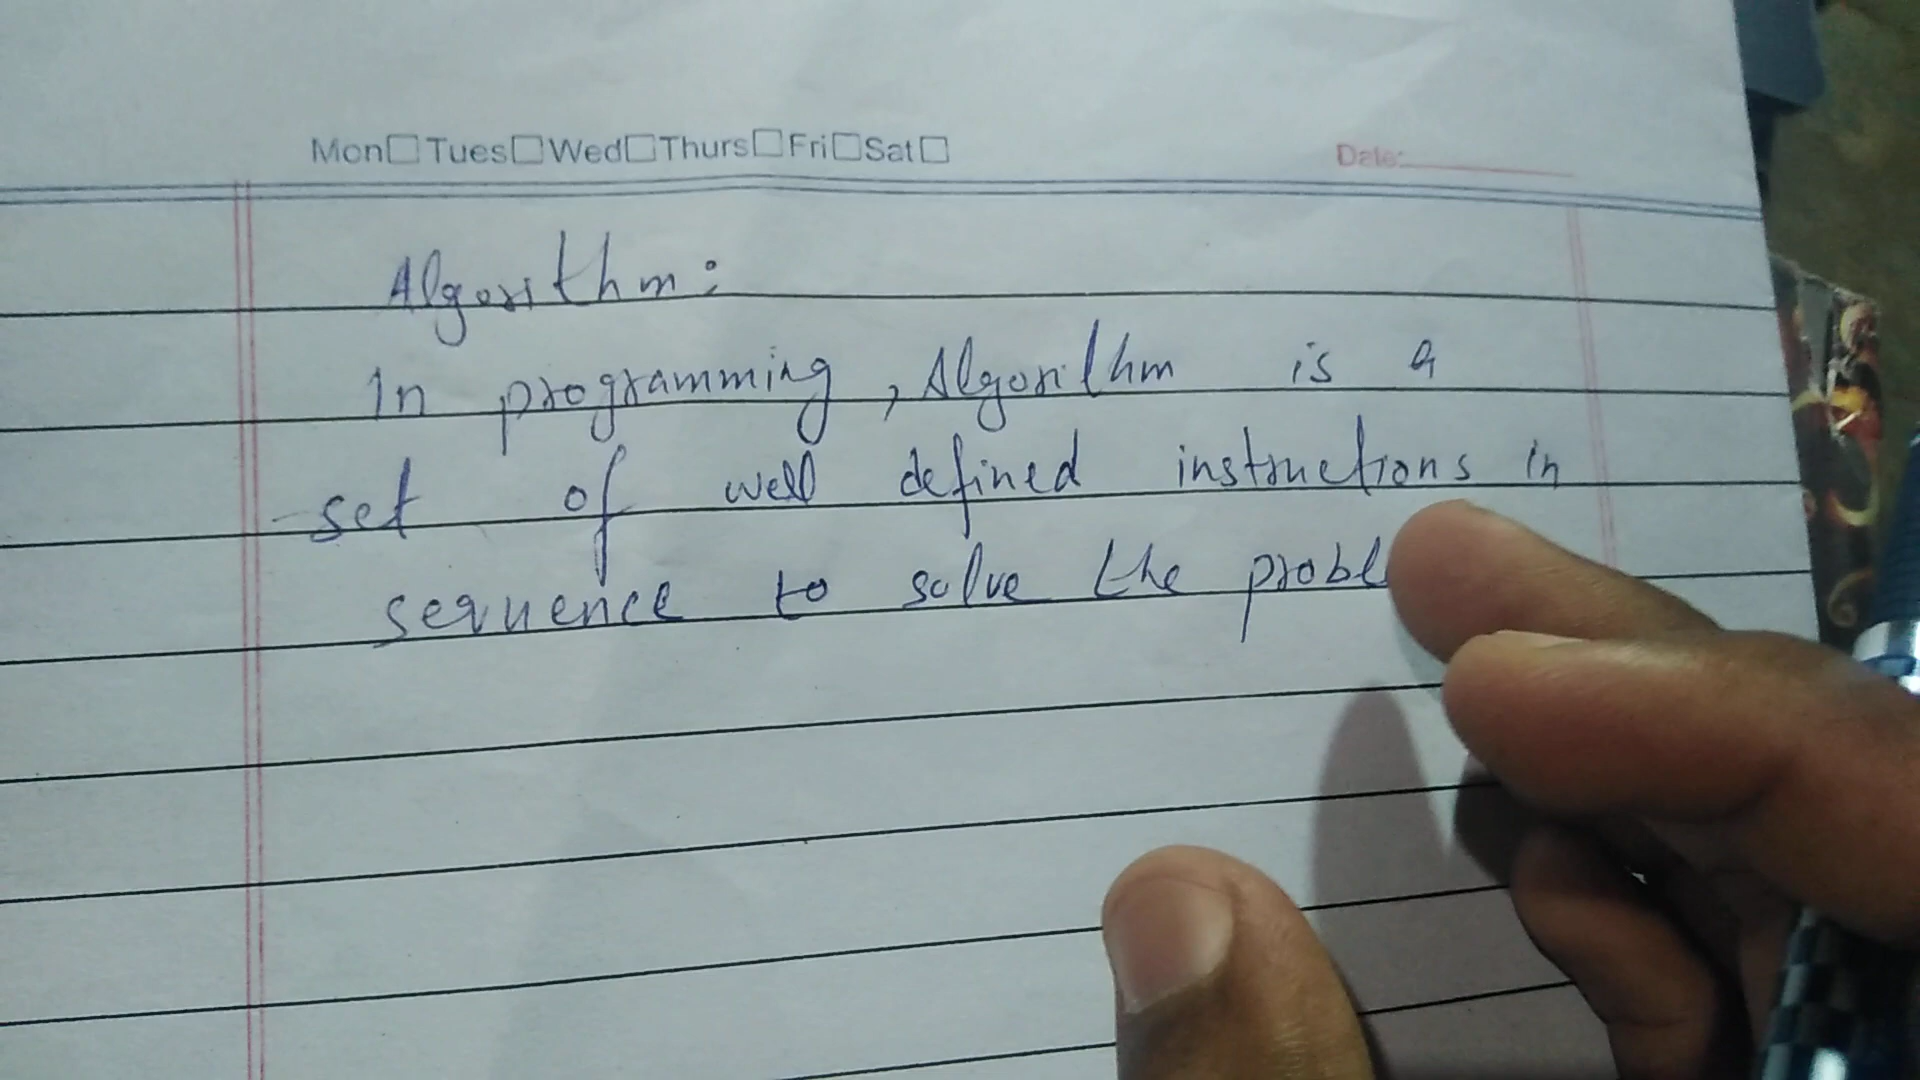 Mon☐Tues☐Wed☐Thurs☐Fri☐Sat☐ Date:
Algorithm:
In programming, Algorithm is a
set of well defined instructions in
sequence to solve the probl